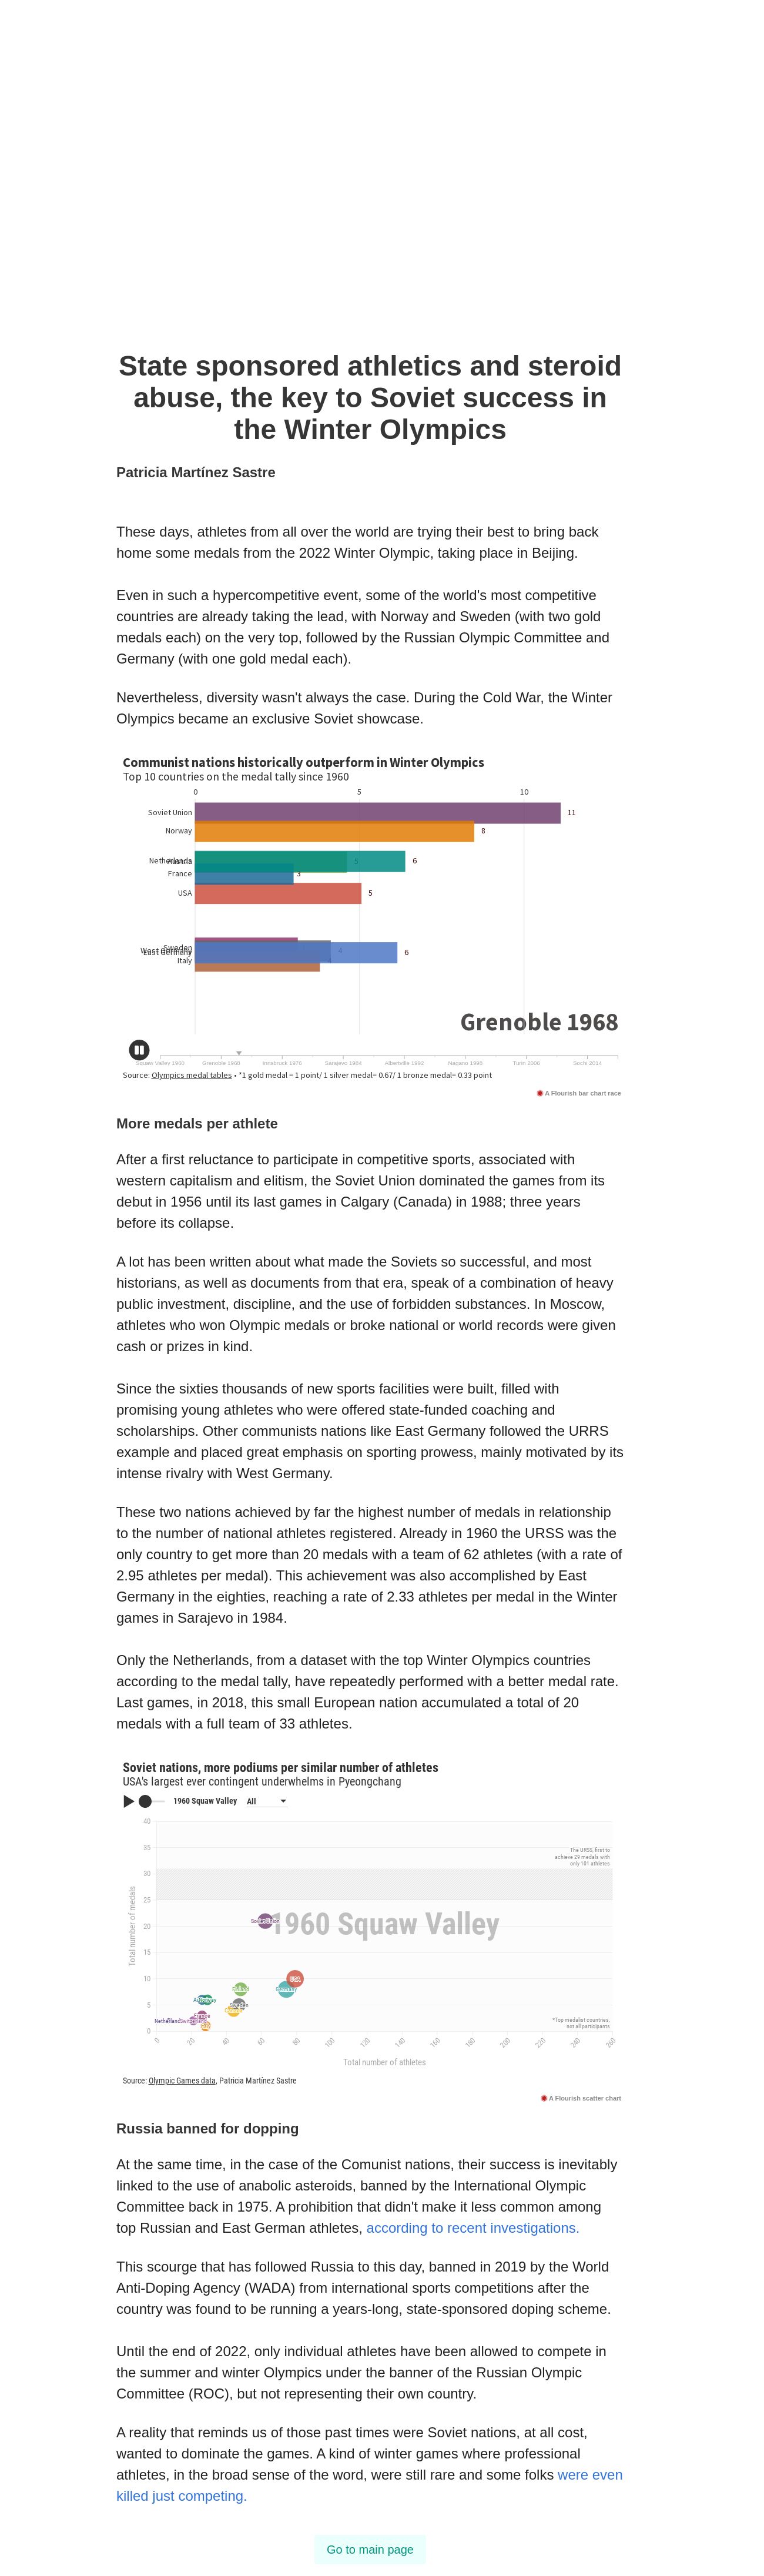 State sponsored athletics and steroid
abuse, the key to Soviet success in
the Winter Olympics
Patricia Martínez Sastre
These days, athletes from all over the world are trying their best to bring back
home some medals from the 2022 Winter Olympic, taking place in Beijing.
Even in such a hypercompetitive event, some of the world's most competitive
countries are already taking the lead, with Norway and Sweden (with two gold
medals each) on the very top, followed by the Russian Olympic Committee and
Germany (with one gold medal each).
Nevertheless, diversity wasn't always the case. During the Cold War, the Winter
Olympics became an exclusive Soviet showcase.
Communist nations historically outperform in Winter Olympics
Top 10 countries on the medal tally since 1960
0 5 10
Soviet Union 11
Norway 8
Netherlands 6
France 3
USA 5
Sweden
East Germany 6
Italy
Grenoble 1968
Squaw Valley 1960 Grenoble 1968 Innsbruck 1976 Sarajevo 1984 Albertville 1992 Nagano 1998 Turin 2006 Sochi 2014
Source: Olympics medal tables • *1 gold medal = 1 point/ 1 silver medal= 0.67/ 1 bronze medal= 0.33 point
A Flourish bar chart race
More medals per athlete
After a first reluctance to participate in competitive sports, associated with
western capitalism and elitism, the Soviet Union dominated the games from its
debut in 1956 until its last games in Calgary (Canada) in 1988; three years
before its collapse.
A lot has been written about what made the Soviets so successful, and most
historians, as well as documents from that era, speak of a combination of heavy
public investment, discipline, and the use of forbidden substances. In Moscow,
athletes who won Olympic medals or broke national or world records were given
cash or prizes in kind.
Since the sixties thousands of new sports facilities were built, filled with
promising young athletes who were offered state-funded coaching and
scholarships. Other communists nations like East Germany followed the URRS
example and placed great emphasis on sporting prowess, mainly motivated by its
intense rivalry with West Germany.
These two nations achieved by far the highest number of medals in relationship
to the number of national athletes registered. Already in 1960 the URSS was the
only country to get more than 20 medals with a team of 62 athletes (with a rate of
2.95 athletes per medal). This achievement was also accomplished by East
Germany in the eighties, reaching a rate of 2.33 athletes per medal in the Winter
games in Sarajevo in 1984.
Only the Netherlands, from a dataset with the top Winter Olympics countries
according to the medal tally, have repeatedly performed with a better medal rate.
Last games, in 2018, this small European nation accumulated a total of 20
medals with a full team of 33 athletes.
Soviet nations, more podiums per similar number of athletes
USA's largest ever contingent underwhelms in Pyeongchang
1960 Squaw Valley All
40
35
The URSS, first to
achieve 29 medals with
only 101 athletes
30
25
1960 Squaw Valley
20
15
10
5
0
*Top medalist countries,
not all participants
Total number of medals
0 20 40 60 80 100 120 140 160 180 200 220 240 260
Total number of athletes
Source: Olympic Games data, Patricia Martínez Sastre
A Flourish scatter chart
Russia banned for dopping
At the same time, in the case of the Comunist nations, their success is inevitably
linked to the use of anabolic asteroids, banned by the International Olympic
Committee back in 1975. A prohibition that didn't make it less common among
top Russian and East German athletes, according to recent investigations.
This scourge that has followed Russia to this day, banned in 2019 by the World
Anti-Doping Agency (WADA) from international sports competitions after the
country was found to be running a years-long, state-sponsored doping scheme.
Until the end of 2022, only individual athletes have been allowed to compete in
the summer and winter Olympics under the banner of the Russian Olympic
Committee (ROC), but not representing their own country.
A reality that reminds us of those past times were Soviet nations, at all cost,
wanted to dominate the games. A kind of winter games where professional
athletes, in the broad sense of the word, were still rare and some folks were even
killed just competing.
Go to main page